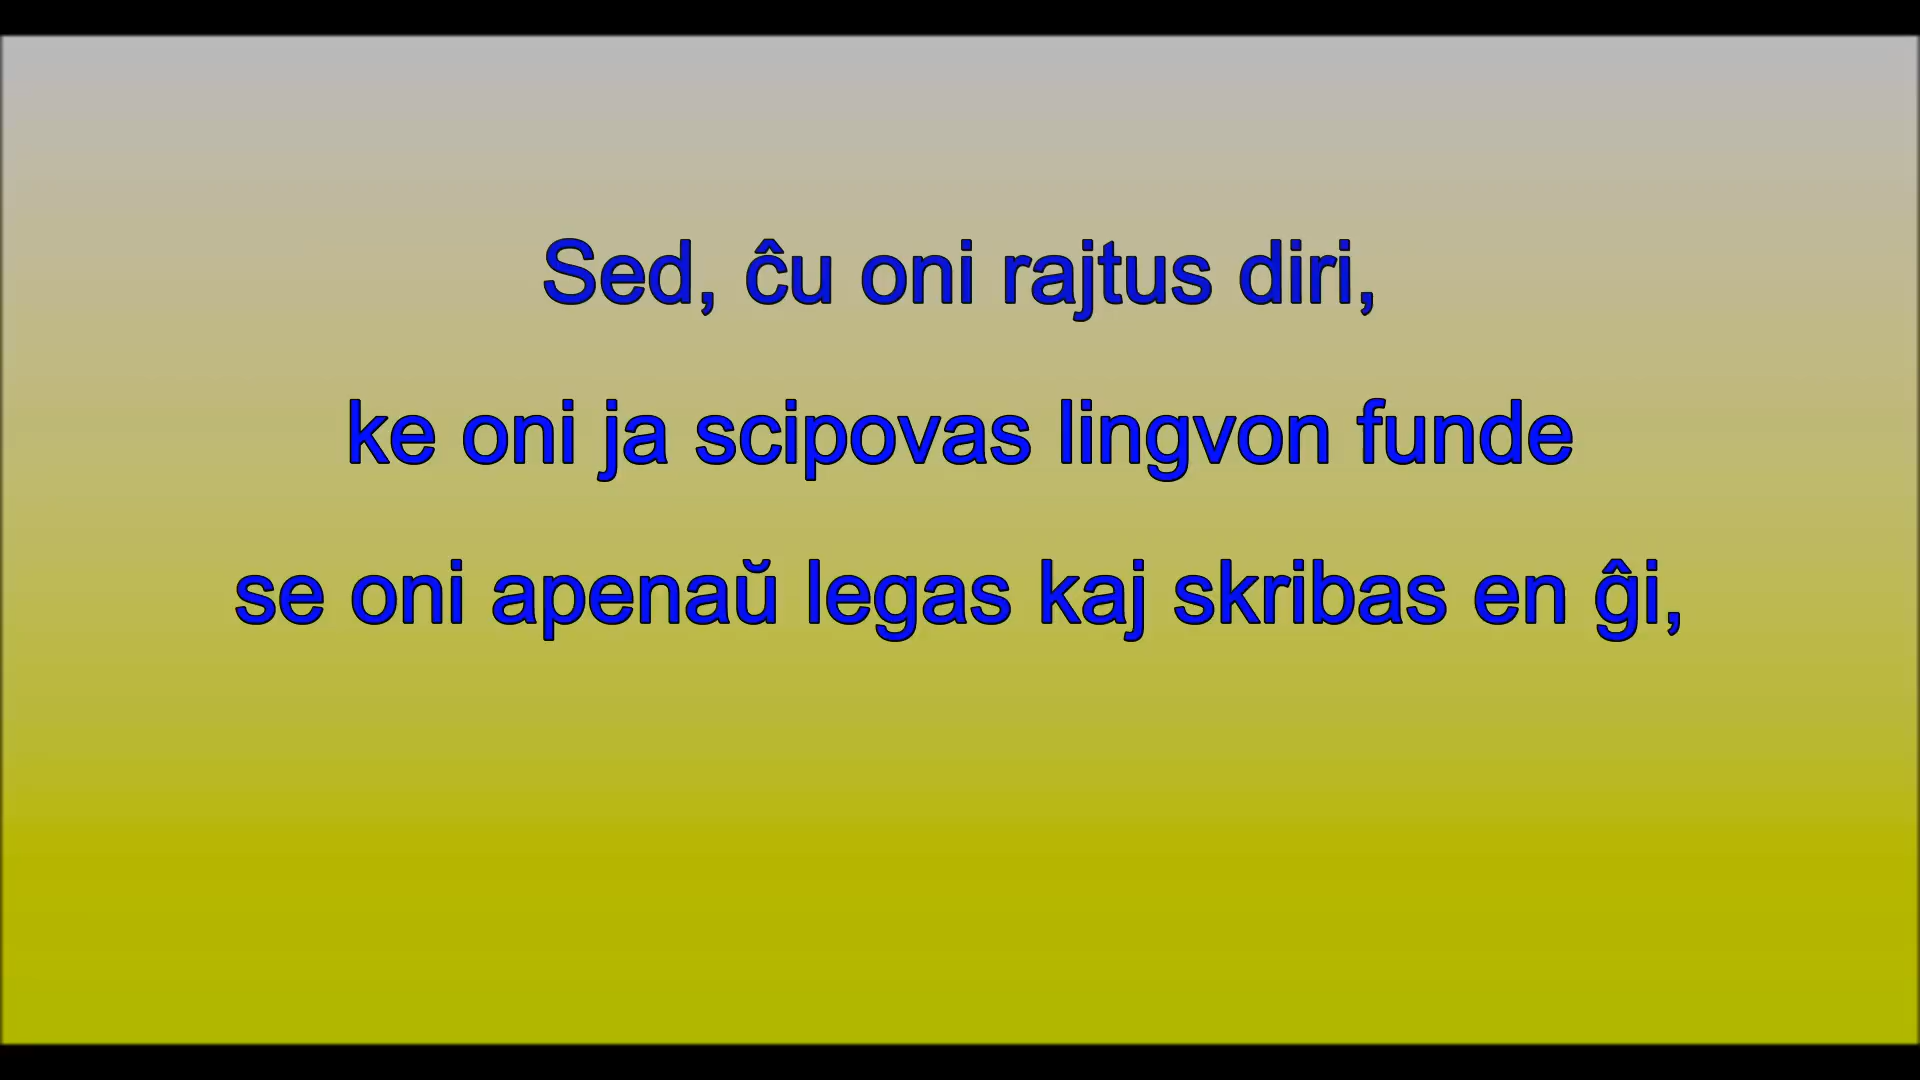 Sed, ĉu oni rajtus diri,
ke oni ja scipovas lingvon funde
se oni apenaŭ legas kaj skribas en ĝi,